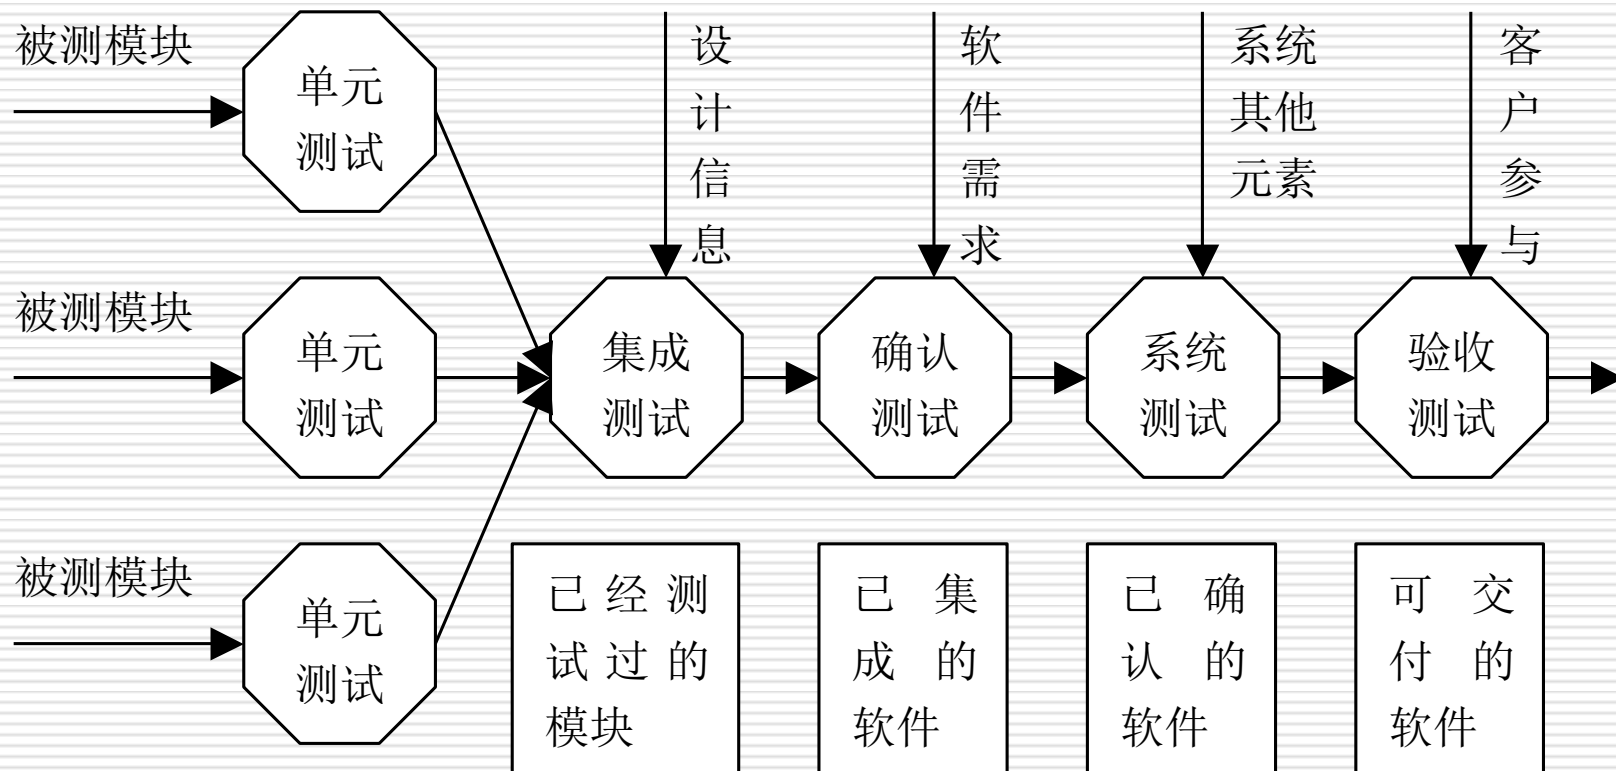 被测模块
单元
测试
设
计
信
息
软
件
需
求
系统
其他
元素
客
户
参
与
被测模块
单元
测试
集成
测试
确认
测试
系统
测试
验收
测试
被测模块
单元
测试
已经测
试过的
模块
已集
成的
软件
已确
认的
软件
可交
付的
软件